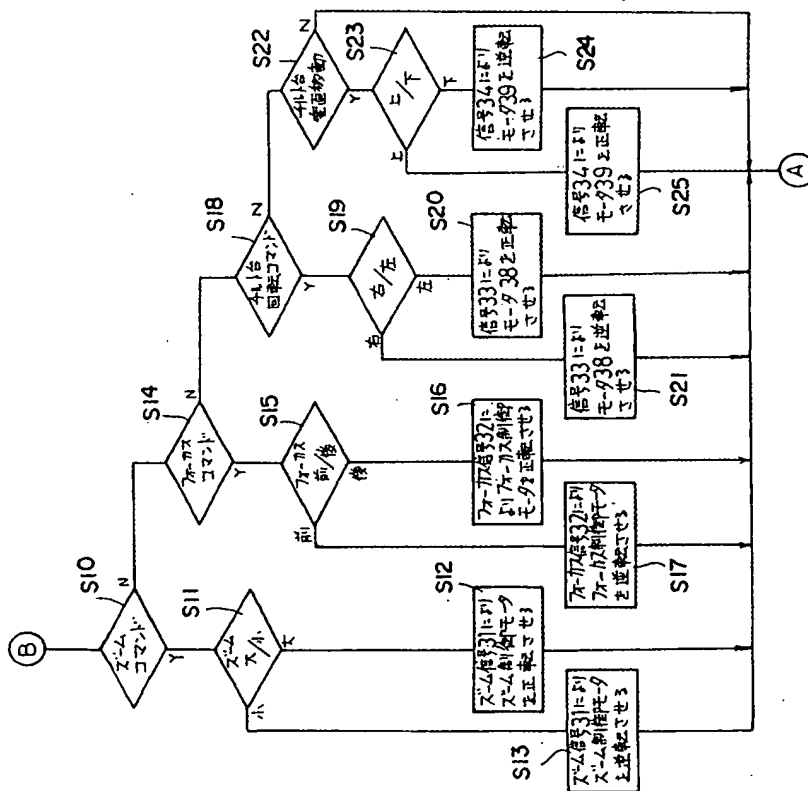 B
S10
ズーム
コマンド
N
Y
S11
ズーム
大/小
小
大
S12
ズーム信号31により
ズーム制御モータ
を正転させる
S13
ズーム信号31により
ズーム制御モータ
を逆転させる
S14
フォーカス
コマンド
N
Y
S15
フォーカス
前/後
前
後
S16
フォーカス信号32に
よりフォーカス制御
モータを正転させる
S17
フォーカス信号32により
フォーカス制御モータ
を逆転させる
S18
チルト台
回転コマンド
N
Y
S19
右/左
右
左
S20
信号33により
モータ38を正転
させる
S21
信号33により
モータ38を逆転
させる
S22
チルト台
垂直移動
N
Y
S23
上/下
上
下
S24
信号34により
モータ39を逆転
させる
S25
信号34により
モータ39を正転
させる
A